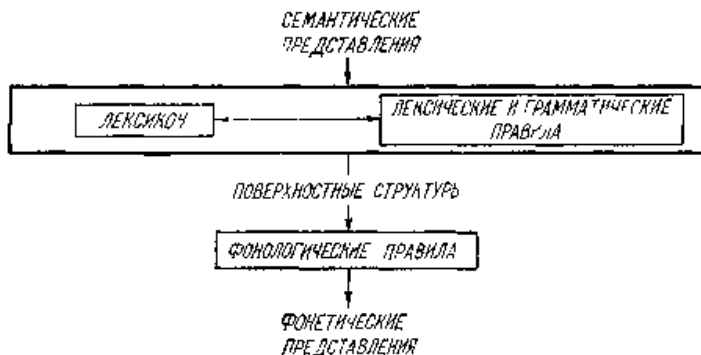 СЕМАНТИЧЕСКИЕ
ПРЕДСТАВЛЕНИЯ
ЛЕКСИКОН
ЛЕКСИЧЕСКИЕ И ГРАММАТИЧЕСКИЕ
ПРАВИЛА
ПОВЕРХНОСТНЫЕ СТРУКТУРЫ
ФОНОЛОГИЧЕСКИЕ ПРАВИЛА
ФОНЕТИЧЕСКИЕ
ПРЕДСТАВЛЕНИЯ